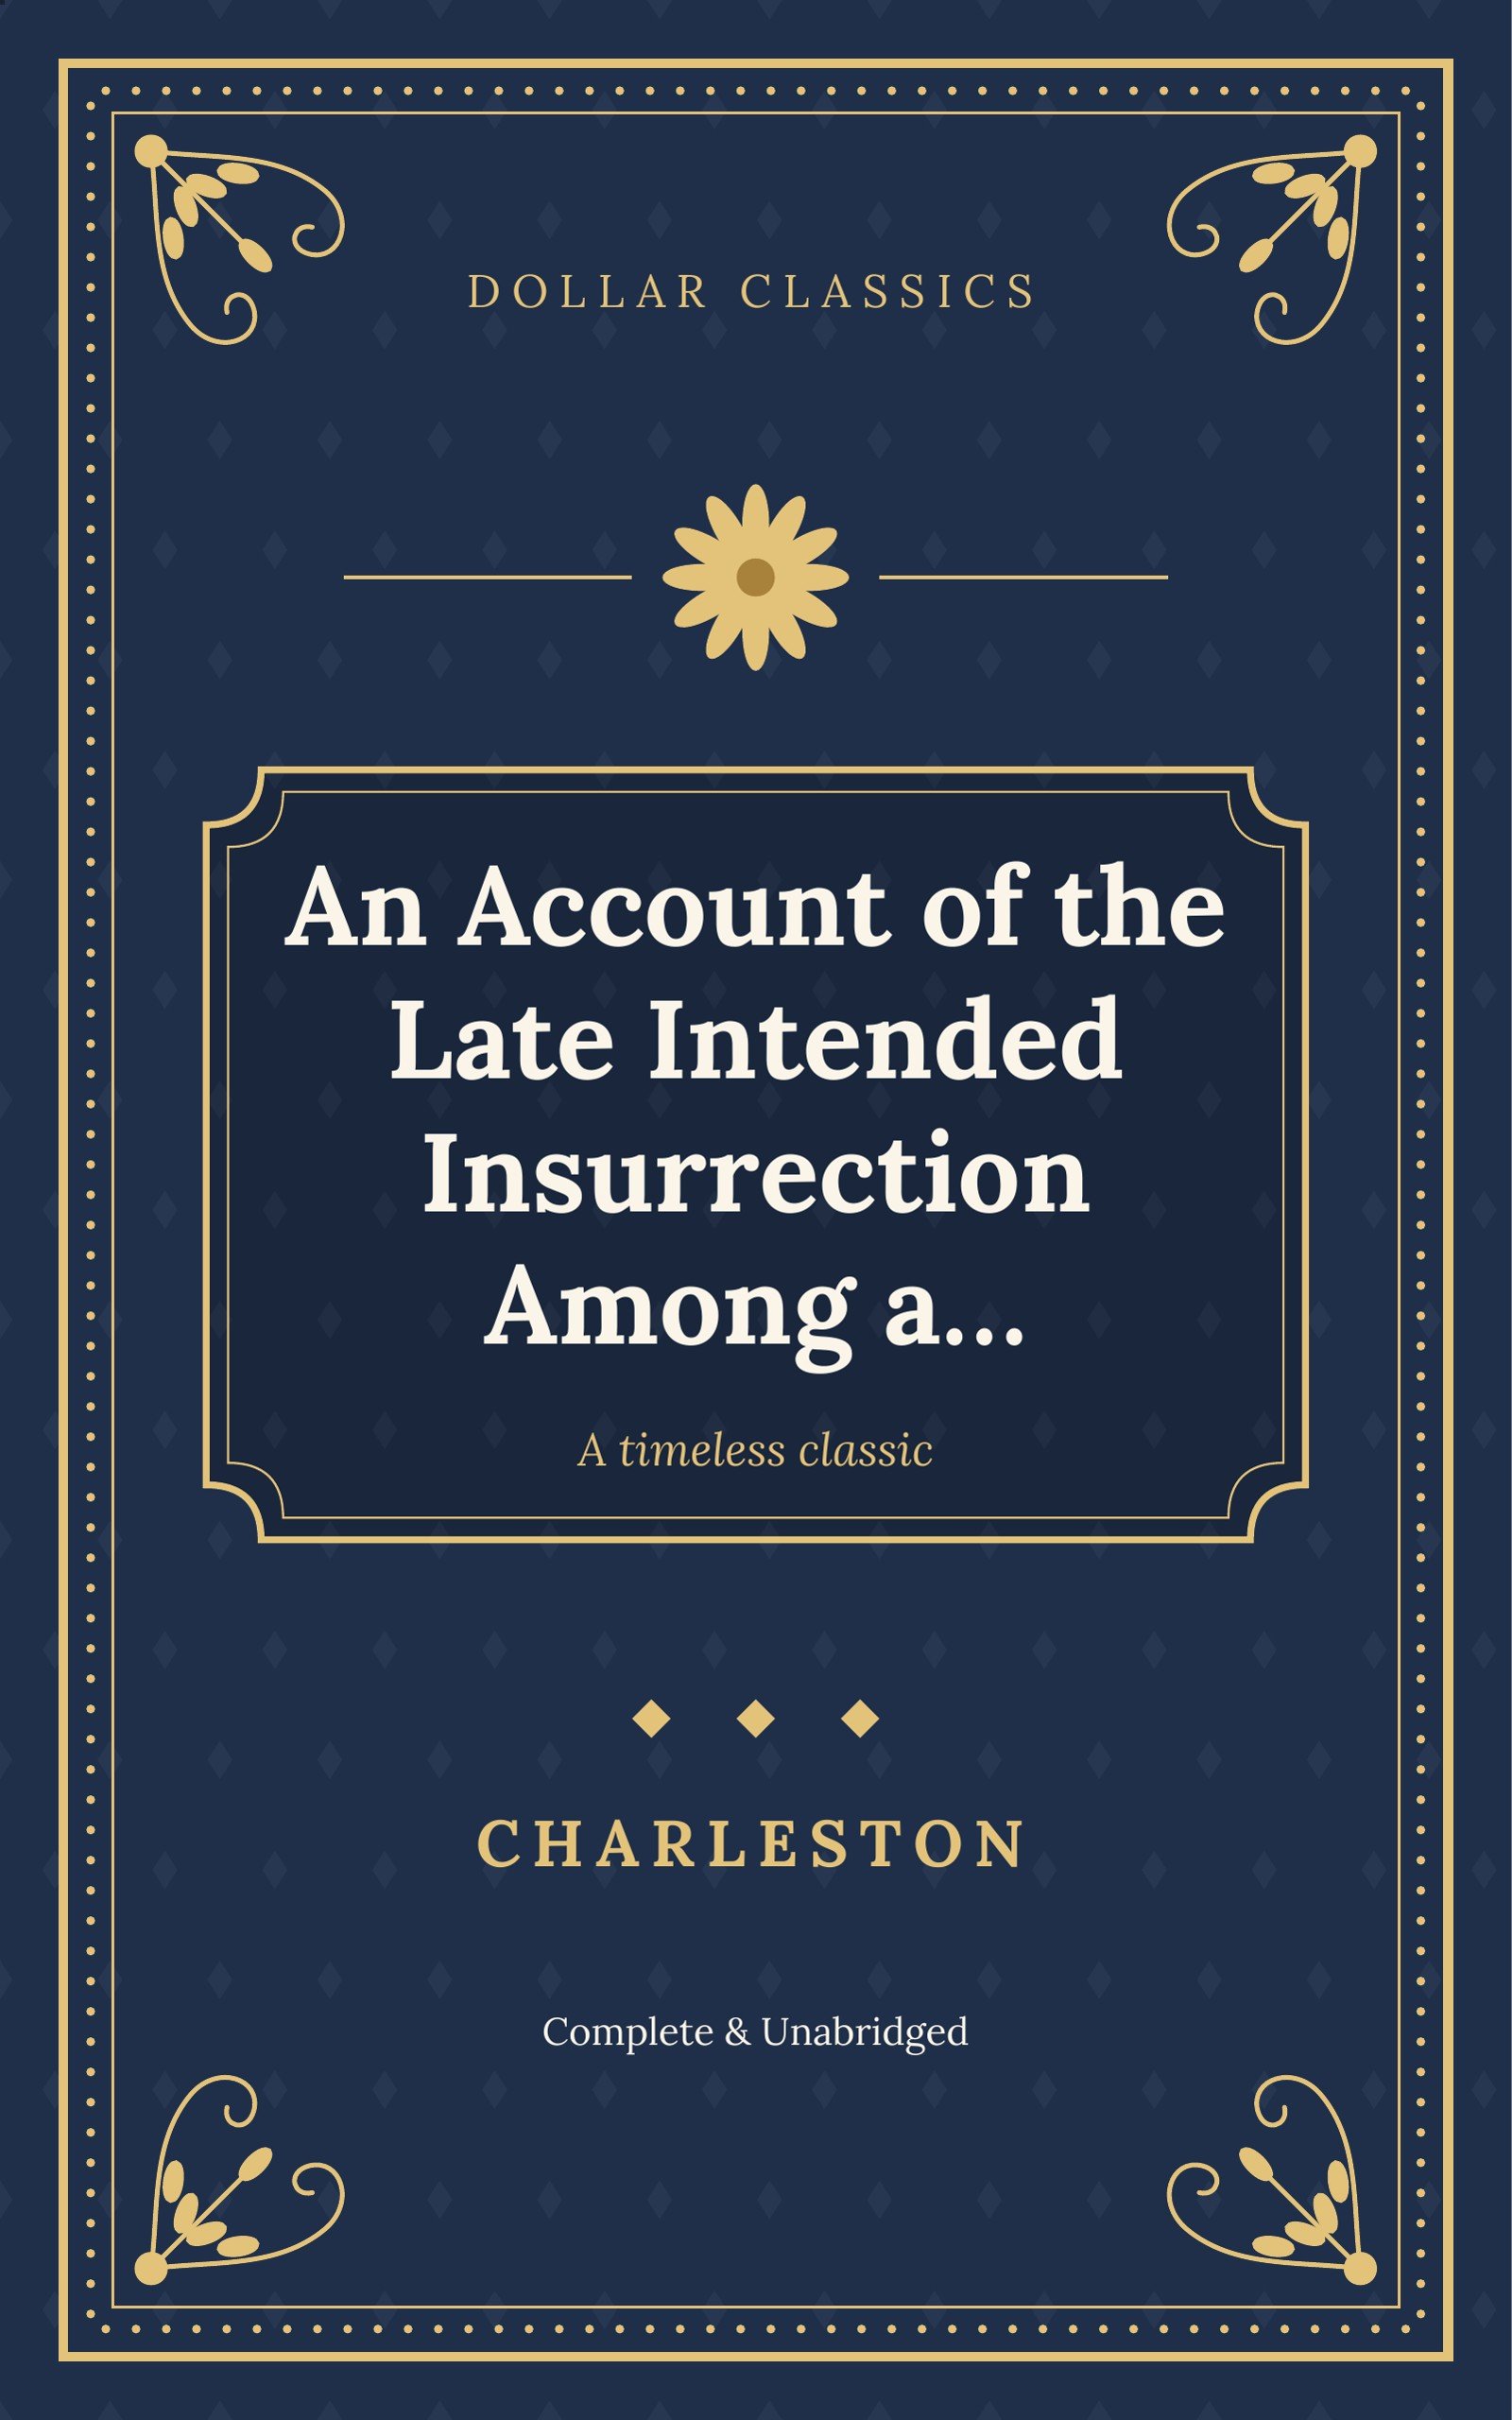 DOLLAR CLASSICS
An Account of the
Late Intended
Insurrection
Among a...
A timeless classic
CHARLESTON
Complete & Unabridged